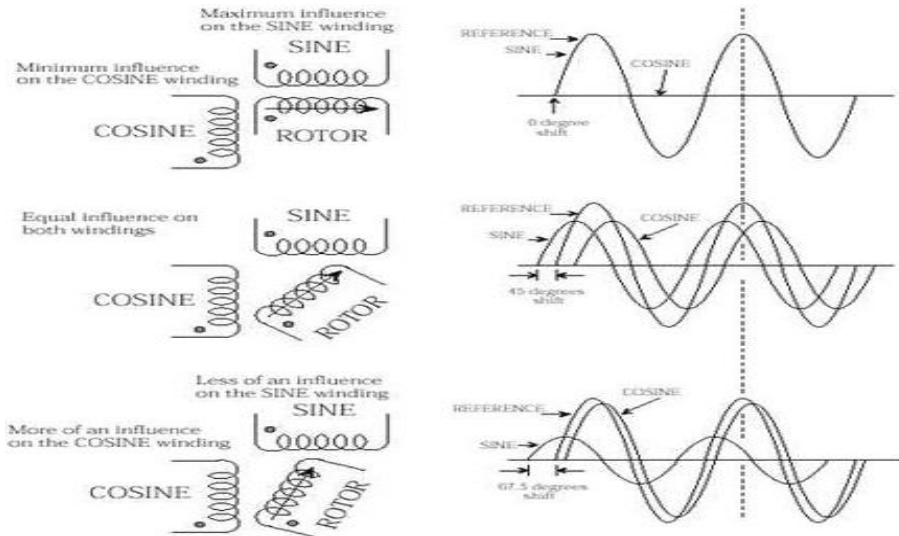 Maximum influence
on the SINE winding
SINE
Minimum influence
on the COSINE winding
COSINE
ROTOR
REFERENCE
SINE
COSINE
0 degree
shift
Equal influence on
both windings
SINE
COSINE
ROTOR
REFERENCE
SINE
COSINE
45 degrees
shift
Less of an influence
on the SINE winding
SINE
More of an influence
on the COSINE winding
COSINE
ROTOR
REFERENCE
SINE
COSINE
67.5 degrees
shift